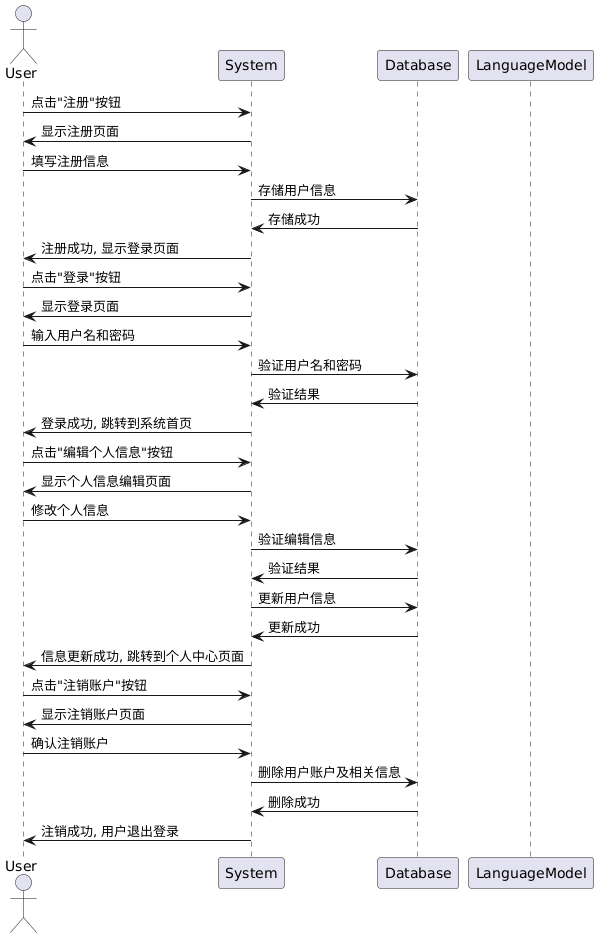 User
System
Database
LanguageModel
点击"注册"按钮
显示注册页面
填写注册信息
存储用户信息
存储成功
注册成功, 显示登录页面
点击"登录"按钮
显示登录页面
输入用户名和密码
验证用户名和密码
验证结果
登录成功, 跳转到系统首页
点击"编辑个人信息"按钮
显示个人信息编辑页面
修改个人信息
验证编辑信息
验证结果
更新用户信息
更新成功
信息更新成功, 跳转到个人中心页面
点击"注销账户"按钮
显示注销账户页面
确认注销账户
删除用户账户及相关信息
删除成功
注销成功, 用户退出登录
User
System
Database
LanguageModel